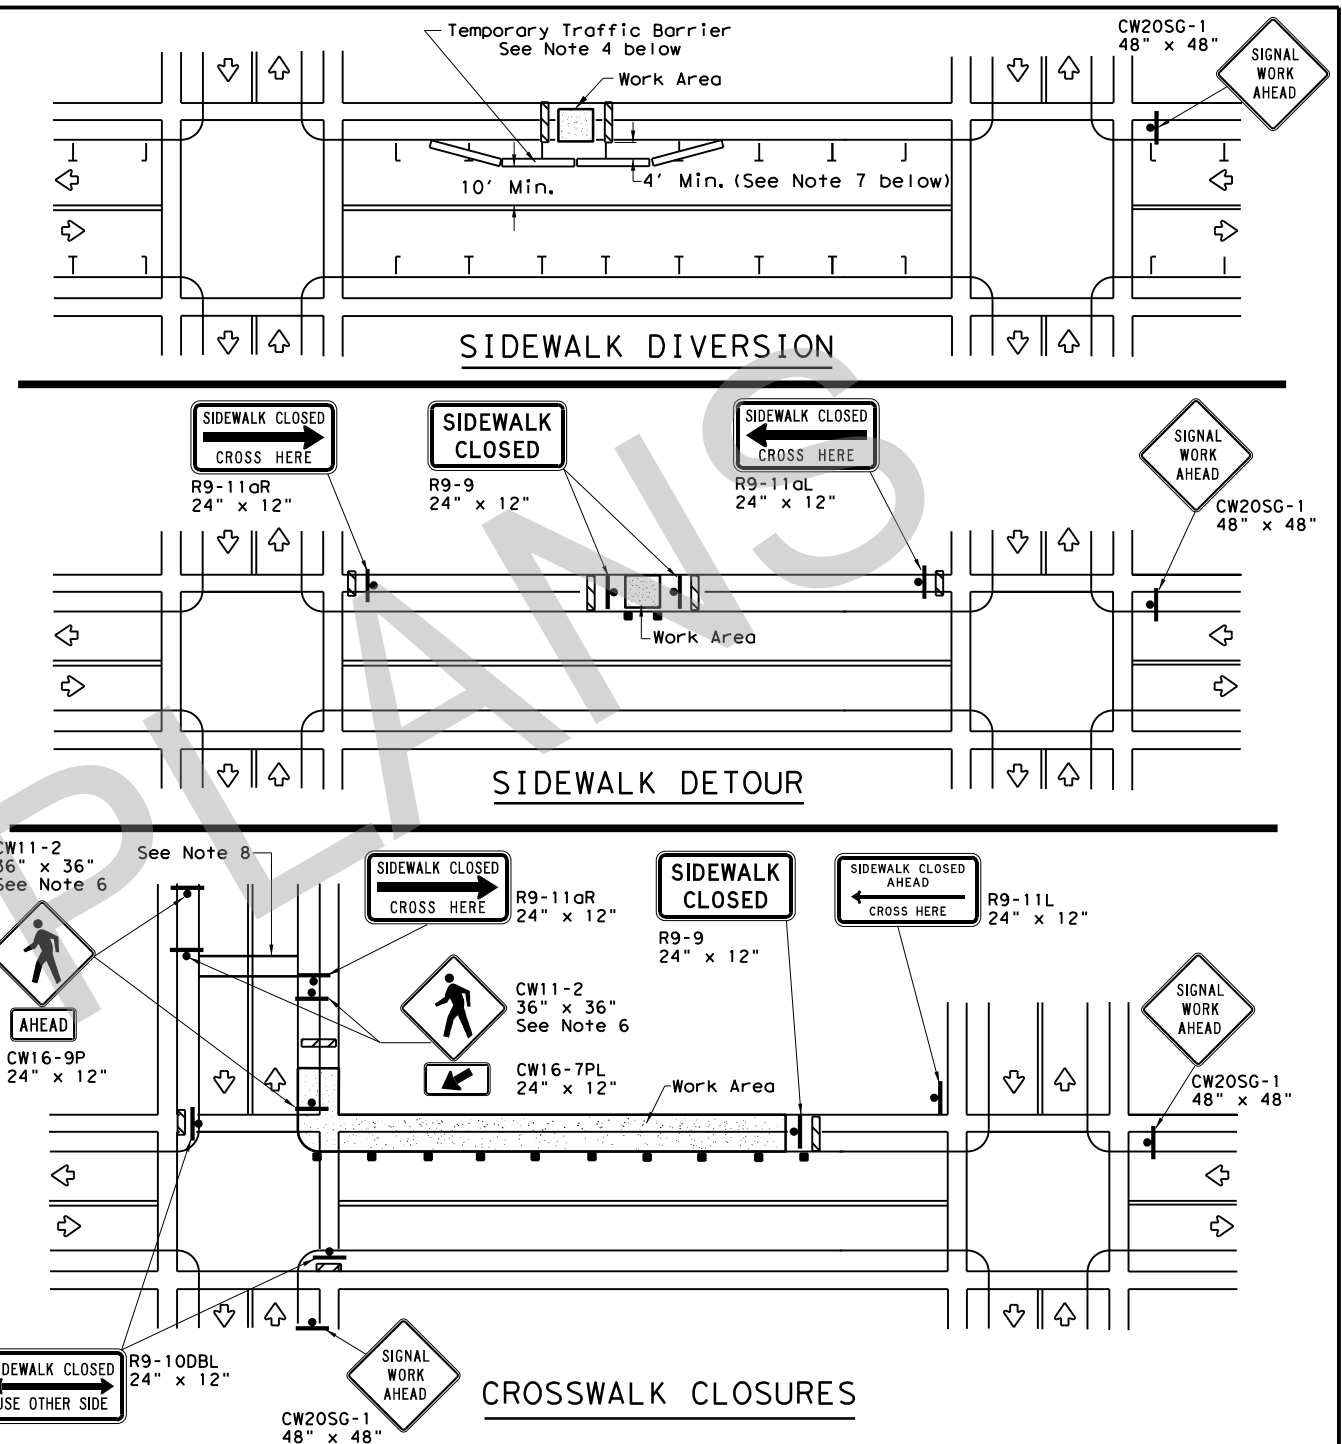 Temporary Traffic Barrier
See Note 4 below
Work Area
CW20SG-1
48" x 48"
SIGNAL
WORK
AHEAD
10' Min.
4' Min. (See Note 7 below)
SIDEWALK DIVERSION
SIDEWALK CLOSED
CROSS HERE
R9-11aR
24" x 12"
SIDEWALK
CLOSED
R9-9
24" x 12"
SIDEWALK CLOSED
CROSS HERE
R9-11aL
24" x 12"
SIGNAL
WORK
AHEAD
CW20SG-1
48" x 48"
Work Area
SIDEWALK DETOUR
PLANS
CW11-2
36" x 36"
See Note 6
See Note 8
AHEAD
CW16-9P
24" x 12"
SIDEWALK CLOSED
CROSS HERE
R9-11aR
24" x 12"
CW11-2
36" x 36"
See Note 6
CW16-7PL
24" x 12"
SIDEWALK
CLOSED
R9-9
24" x 12"
SIDEWALK CLOSED
AHEAD
CROSS HERE
R9-11L
24" x 12"
Work Area
SIGNAL
WORK
AHEAD
CW20SG-1
48" x 48"
DEWALK CLOSED
USE OTHER SIDE
R9-10DBL
24" x 12"
SIGNAL
WORK
AHEAD
CW20SG-1
48" x 48"
CROSSWALK CLOSURES